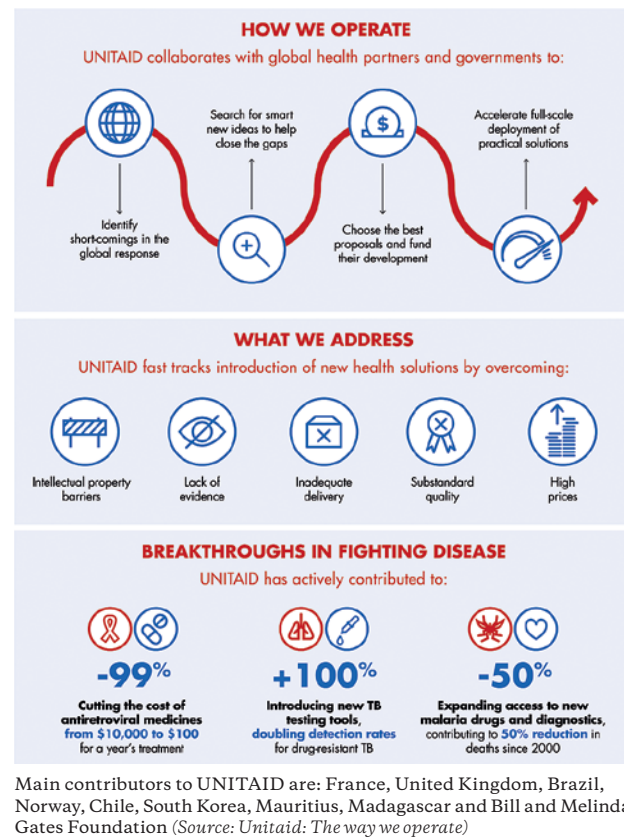 HOW WE OPERATE
UNITAID collaborates with global health partners and governments to:
Identify
short-comings in the
global response
Search for smart
new ideas to help
close the gaps
$
Choose the best
proposals and fund
their development
Accelerate full-scale
deployment of
practical solutions
WHAT WE ADDRESS
UNITAID fast tracks introduction of new health solutions by overcoming:
Intellectual property
barriers
Lack of
evidence
Inadequate
delivery
Substandard
quality
High
prices
BREAKTHROUGHS IN FIGHTING DISEASE
UNITAID has actively contributed to:
-99%
Cutting the cost of
antiretroviral medicines
from $10,000 to $100
for a year's treatment
+100%
Introducing new TB
testing tools,
doubling detection rates
for drug-resistant TB
-50%
Expanding access to new
malaria drugs and diagnostics,
contributing to 50% reduction in
deaths since 2000
Main contributors to UNITAID are: France, United Kingdom, Brazil,
Norway, Chile, South Korea, Mauritius, Madagascar and Bill and Melinda
Gates Foundation (Source: Unitaid: The way we operate)